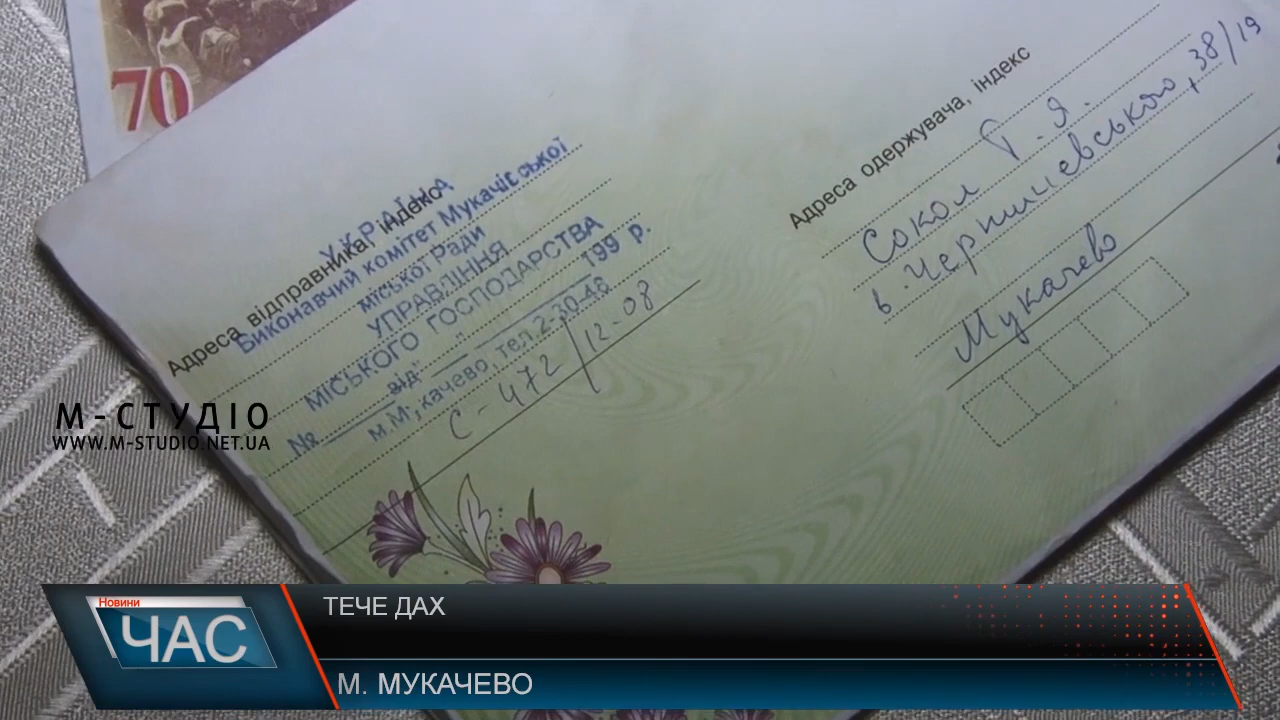 70
Адреса відправника, індекс
УКРАЇНА
Виконавчий комітет Мукачівської
міської Ради
УПРАВЛІННЯ
МІСЬКОГО ГОСПОДАРСТВА
№ від " " 199 р.
м. Мукачево, тел. 2-30-48
С - 472 / 12-08
Адреса одержувача, індекс
Сокол Г. Я.
в. Чернишевського, 38/19
Мукачево
М-СТУДІО
WWW.M-STUDIO.NET.UA
Новини
ЧАС
ТЕЧЕ ДАХ
М. МУКАЧЕВО